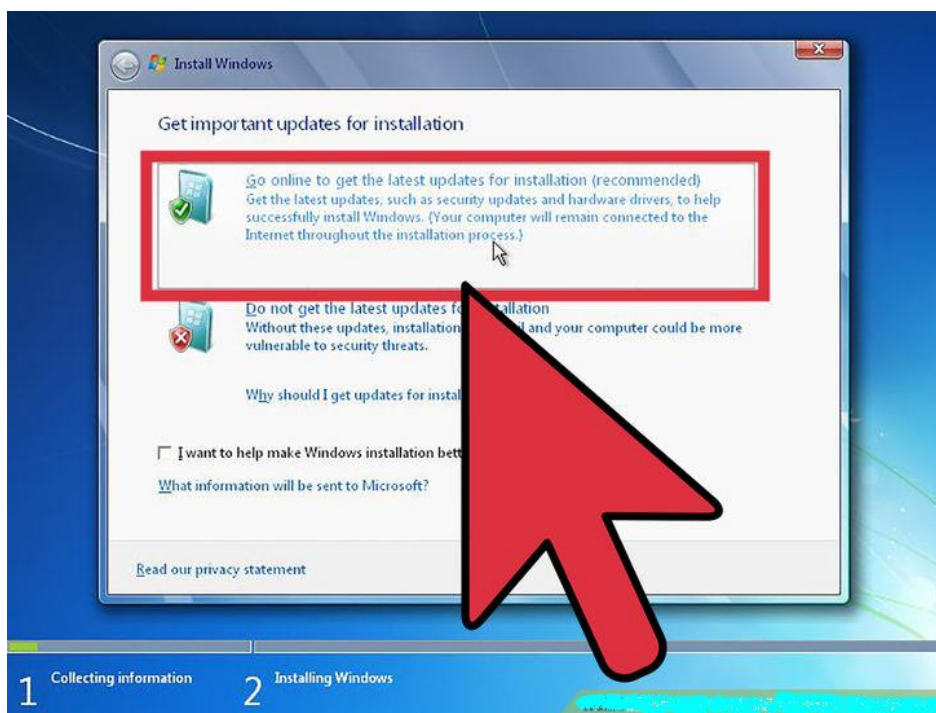 Install Windows
Get important updates for installation
Go online to get the latest updates for installation (recommended)
Get the latest updates, such as security updates and hardware drivers, to help
successfully install Windows. (Your computer will remain connected to the
Internet throughout the installation process.)
Do not get the latest updates
Without these updates, installation and your computer could be more
vulnerable to security threats.
Why should I get updates for
I want to help make Windows installation
What information will be sent to Microsoft?
Read our privacy statement
1 Collecting information
2 Installing Windows